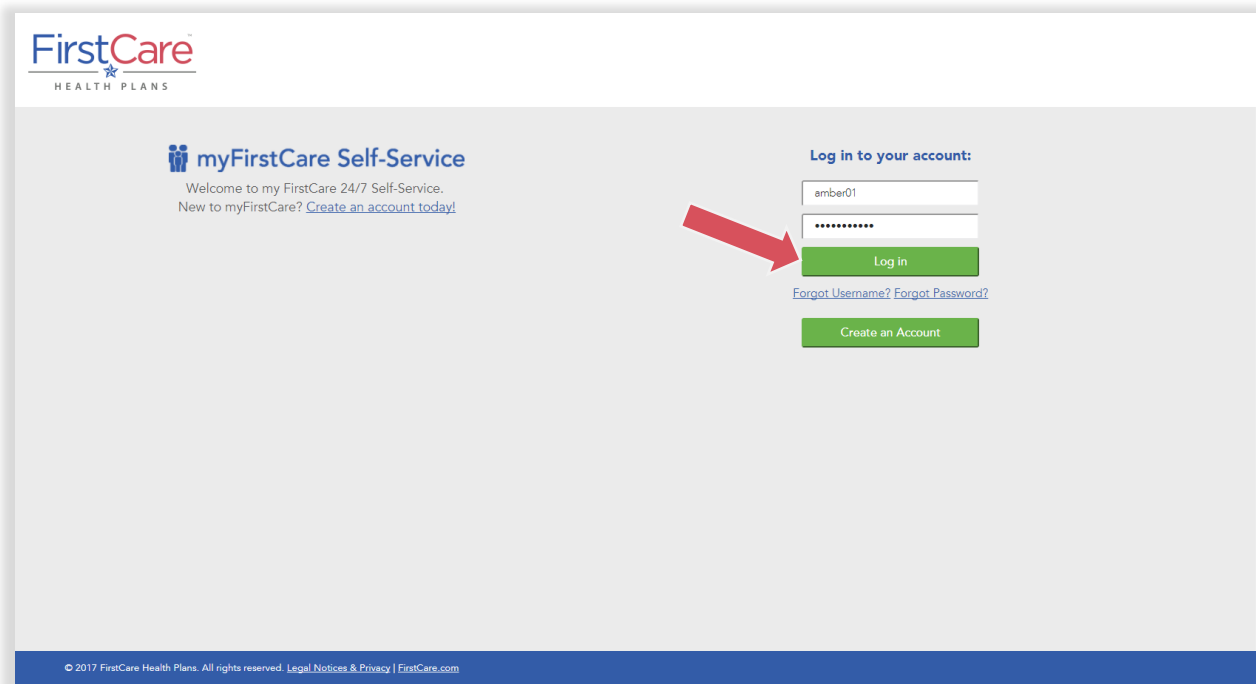 FirstCare
HEALTH PLANS
myFirstCare Self-Service
Welcome to my FirstCare 24/7 Self-Service.
New to myFirstCare? Create an account today!
Log in to your account:
amber01
•••••••••••
Log in
Forgot Username? Forgot Password?
Create an Account
© 2017 FirstCare Health Plans. All rights reserved. Legal Notices & Privacy | FirstCare.com